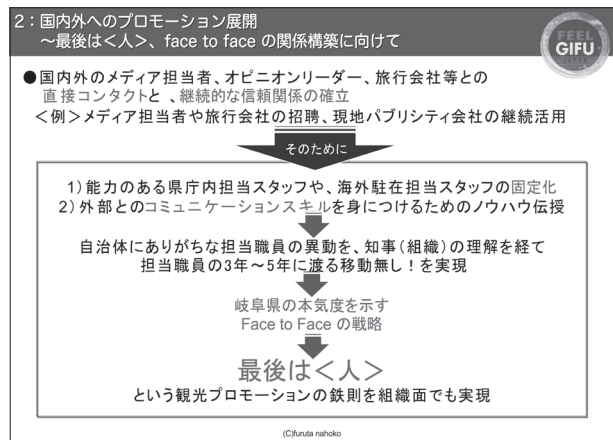 2：国内外へのプロモーション展開
～最後は＜人＞、face to face の関係構築に向けて
FEEL
GIFU
JAPAN
●国内外のメディア担当者、オピニオンリーダー、旅行会社等との
直接コンタクトと 、継続的な信頼関係の確立
＜例＞メディア担当者や旅行会社の招聘、現地パブリシティ会社の継続活用
そのために
1）能力のある県庁内担当スタッフや、海外駐在担当スタッフの固定化
2）外部とのコミュニケーションスキルを身につけるためのノウハウ伝授
自治体にありがちな担当職員の異動を、知事（組織）の理解を経て
担当職員の3年～5年に渡る移動無し！を実現
岐阜県の本気度を示す
Face to Face の戦略
最後は＜人＞
という観光プロモーションの鉄則を組織面でも実現
(C)furuta nahoko